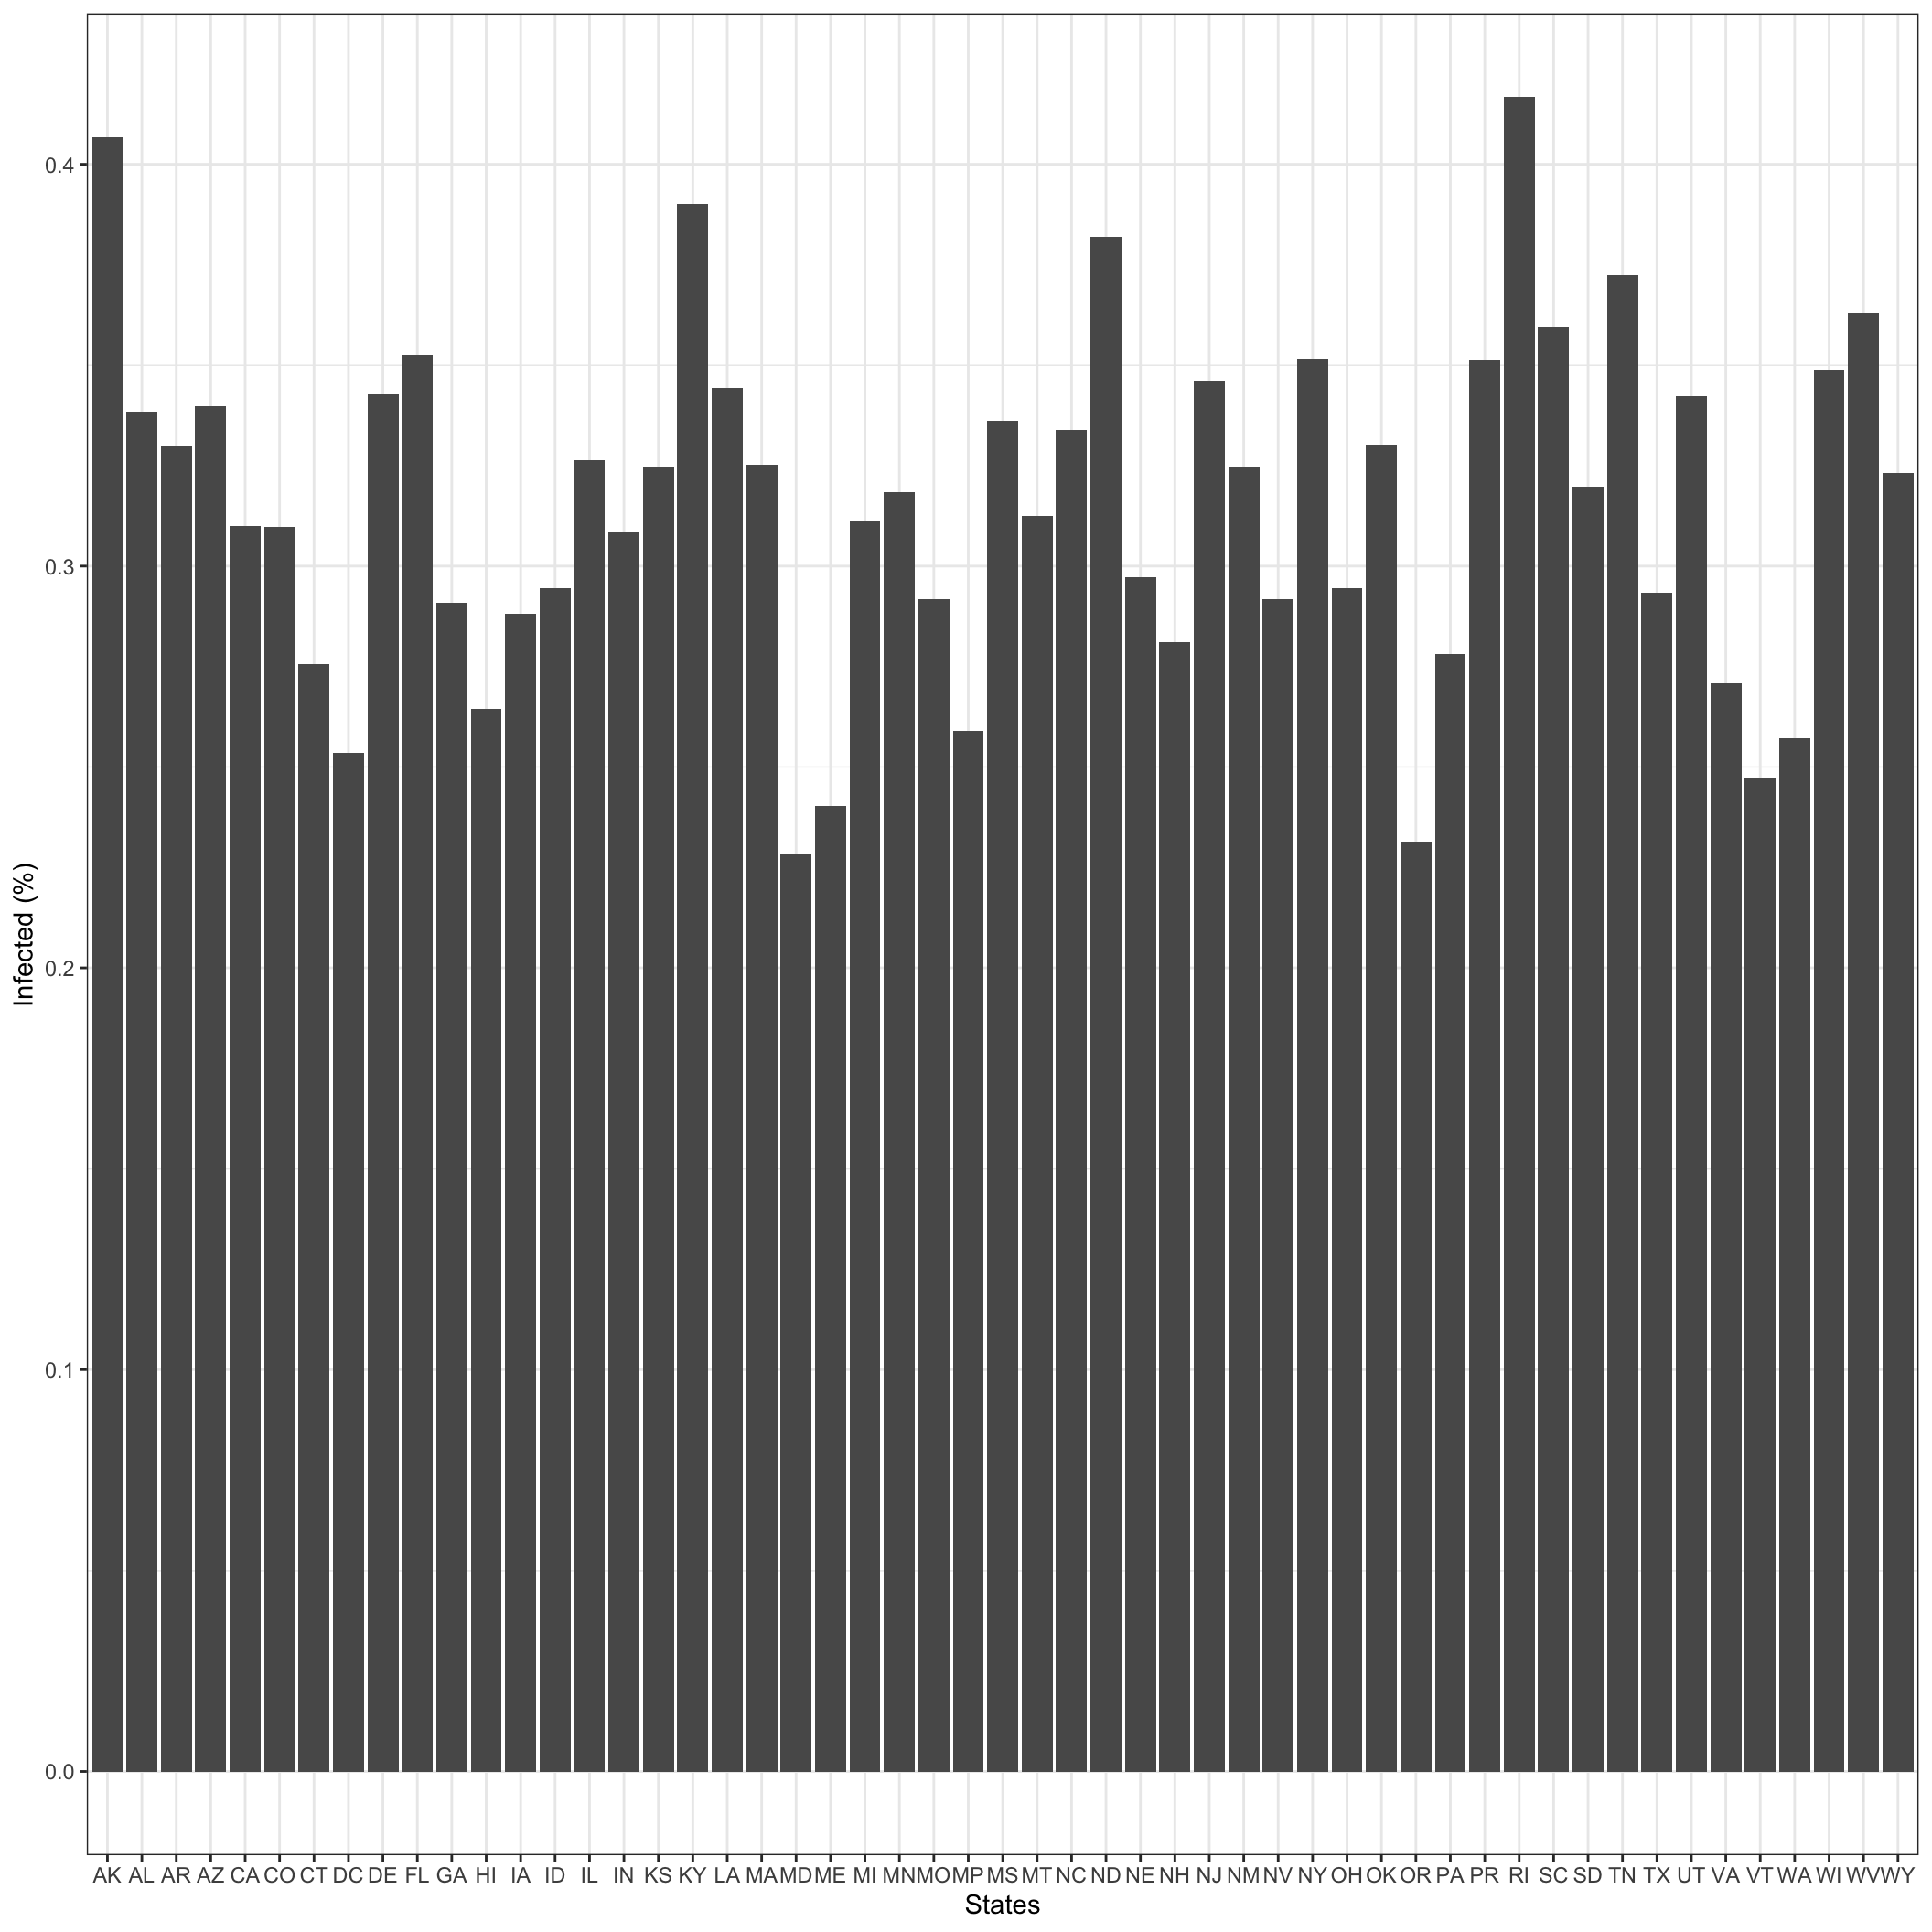 Infected (%)
0.4
0.3
0.2
0.1
0.0
AK AL AR AZ CA CO CT DC DE FL GA HI IA ID IL IN KS KY LA MA MD ME MI MN MO MP MS MT NC ND NE NH NJ NM NV NY OH OK OR PA PR RI SC SD TN TX UT VA VT WA WI WV WY
States